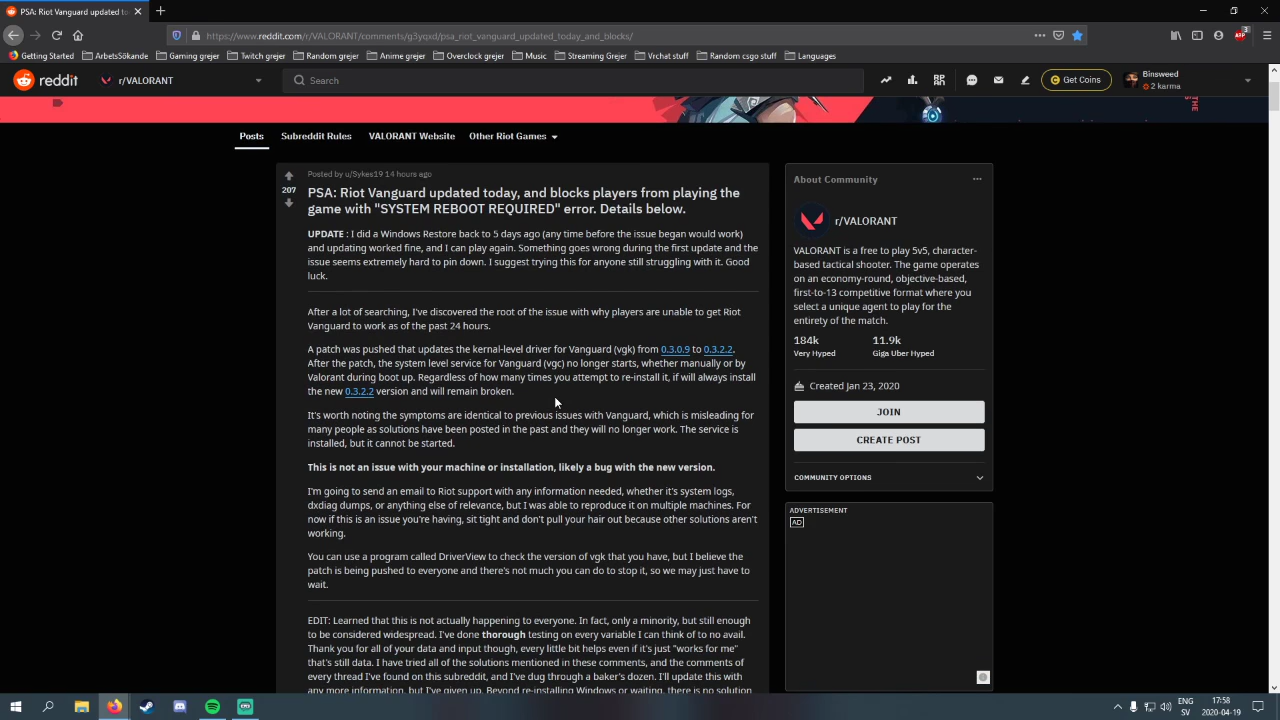 PSA: Riot Vanguard updated to
https://www.reddit.com/r/VALORANT/comments/g3yqxd/psa_riot_vanguard_updated_today_and_blocks/
Getting Started ArbetsSökande Gaming grejer Twitch grejer Random grejer Anime grejer Overclock grejer Music Streaming Grejer Vrchat stuff Random csgo stuff Languages
reddit r/VALORANT Search Get Coins Binsweed
2 karma
THE
Posts Subreddit Rules VALORANT Website Other Riot Games
Posted by u/Sykes19 14 hours ago
207
PSA: Riot Vanguard updated today, and blocks players from playing the
game with "SYSTEM REBOOT REQUIRED" error. Details below.
UPDATE : I did a Windows Restore back to 5 days ago (any time before the issue began would work)
and updating worked fine, and I can play again. Something goes wrong during the first update and the
issue seems extremely hard to pin down. I suggest trying this for anyone still struggling with it. Good
luck.
After a lot of searching, I've discovered the root of the issue with why players are unable to get Riot
Vanguard to work as of the past 24 hours.
A patch was pushed that updates the kernal-level driver for Vanguard (vgk) from 0.3.0.9 to 0.3.2.2.
After the patch, the system level service for Vanguard (vgc) no longer starts, whether manually or by
Valorant during boot up. Regardless of how many times you attempt to re-install it, if will always install
the new 0.3.2.2 version and will remain broken.
It's worth noting the symptoms are identical to previous issues with Vanguard, which is misleading for
many people as solutions have been posted in the past and they will no longer work. The service is
installed, but it cannot be started.
This is not an issue with your machine or installation, likely a bug with the new version.
I'm going to send an email to Riot support with any information needed, whether it's system logs,
dxdiag dumps, or anything else of relevance, but I was able to reproduce it on multiple machines. For
now if this is an issue you're having, sit tight and don't pull your hair out because other solutions aren't
working.
You can use a program called DriverView to check the version of vgk that you have, but I believe the
patch is being pushed to everyone and there's not much you can do to stop it, so we may just have to
wait.
EDIT: Learned that this is not actually happening to everyone. In fact, only a minority, but still enough
to be considered widespread. I've done thorough testing on every variable I can think of to no avail.
Thank you for all of your data and input though, every little bit helps even if it's just "works for me"
that's still data. I have tried all of the solutions mentioned in these comments, and the comments of
every thread I've found on this subreddit, and I've dug through a baker's dozen. I'll update this with
any more information, but I've given up. Beyond re-installing Windows or waiting, there is no solution
About Community
r/VALORANT
VALORANT is a free to play 5v5, character-
based tactical shooter. The game operates
on an economy-round, objective-based,
first-to-13 competitive format where you
select a unique agent to play for the
entirety of the match.
184k 11.9k
Very Hyped Giga Uber Hyped
Created Jan 23, 2020
JOIN
CREATE POST
COMMUNITY OPTIONS
ADVERTISEMENT
AD
ENG 17:58
SV 2020-04-19